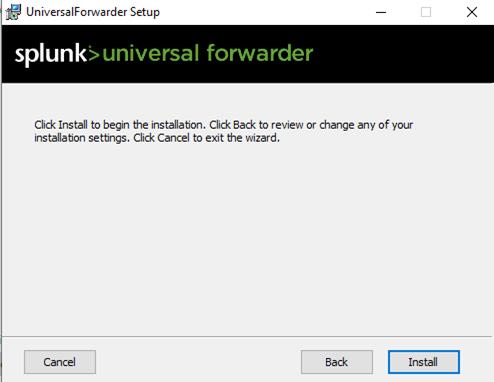 UniversalForwarder Setup
splunk>universal forwarder
Click Install to begin the installation. Click Back to review or change any of your
installation settings. Click Cancel to exit the wizard.
Cancel
Back
Install